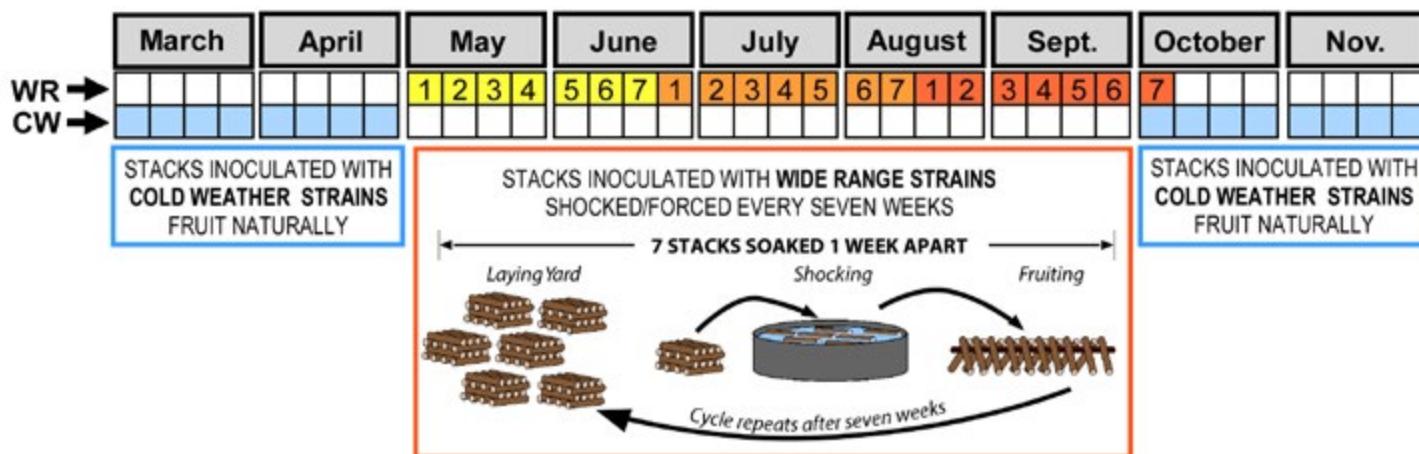 March April May June July August Sept. October Nov.
WR 1 2 3 4 5 6 7 1 2 3 4 5 6 7 1 2 3 4 5 6 7
CW
STACKS INOCULATED WITH
COLD WEATHER STRAINS
FRUIT NATURALLY
STACKS INOCULATED WITH WIDE RANGE STRAINS
SHOCKED/FORCED EVERY SEVEN WEEKS
7 STACKS SOAKED 1 WEEK APART
Laying Yard Shocking Fruiting
Cycle repeats after seven weeks
STACKS INOCULATED WITH
COLD WEATHER STRAINS
FRUIT NATURALLY